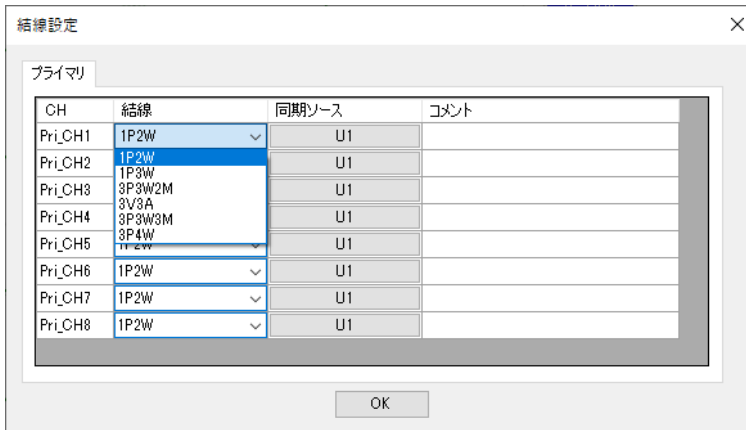 結線設定
プライマリ
CH 結線 同期ソース コメント
Pri_CH1 1P2W U1
Pri_CH2 1P2W U1
1P3W
Pri_CH3 3P3W2M U1
3V3A
Pri_CH4 3P3W3M U1
3P4W
Pri_CH5 1P2W U1
Pri_CH6 1P2W U1
Pri_CH7 1P2W U1
Pri_CH8 1P2W U1
OK